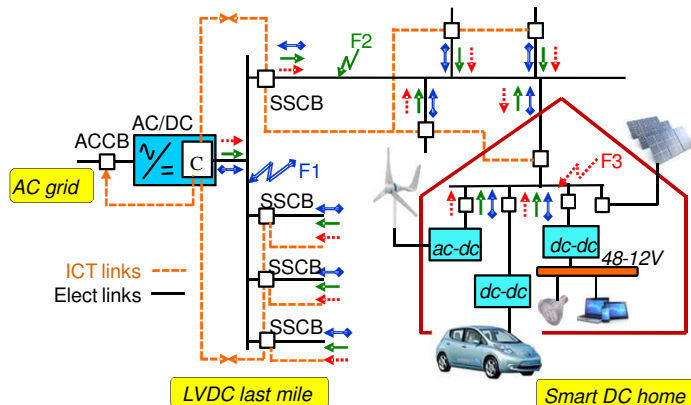 F2
SSCB
AC/DC
ACCB
C
F1
F3
AC grid
SSCB
ac-dc
dc-dc
48-12V
ICT links
Elect links
SSCB
dc-dc
SSCB
LVDC last mile
Smart DC home